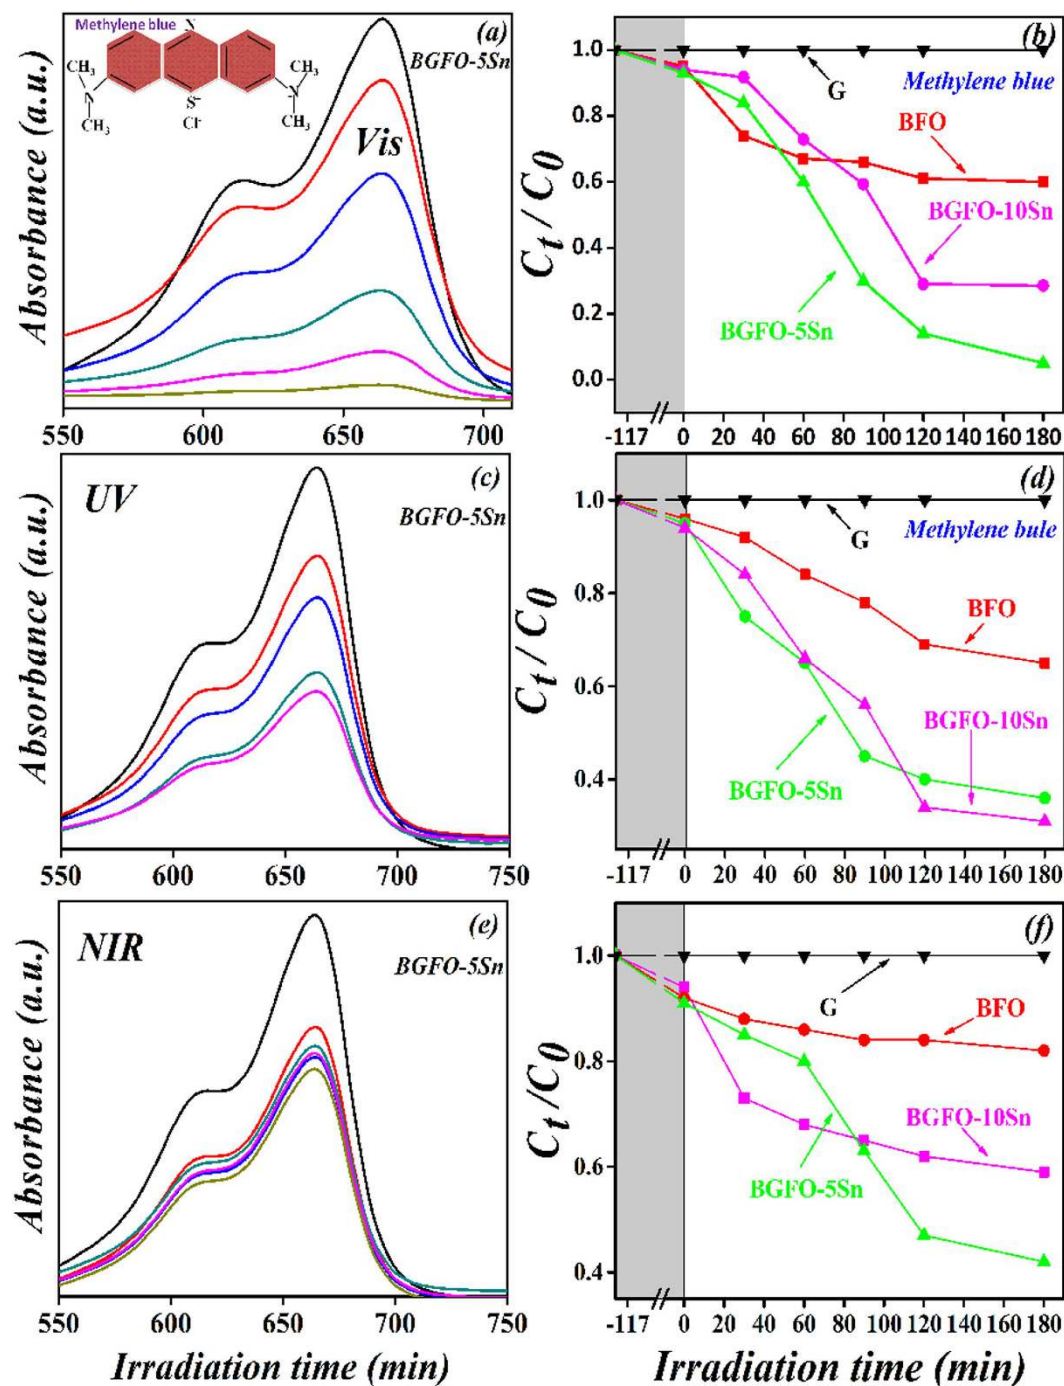 Methylene blue
N
(a)
BGFO-5Sn
CH₃
CH₃
N
N
CH₃
S⁻
CH₃
Cl⁻
Vis
Absorbance (a.u.)
550 600 650 700
(b)
1.0
G
Methylene blue
0.8
BFO
0.6
BGFO-10Sn
0.4
0.2
BGFO-5Sn
0.0
Cₜ / C₀
-117 0 20 40 60 80 100 120 140 160 180
UV
(c)
BGFO-5Sn
Absorbance (a.u.)
550 600 650 700 750
(d)
1.0
G
Methylene bule
0.8
BFO
0.6
BGFO-10Sn
BGFO-5Sn
0.4
Cₜ / C₀
-117 0 20 40 60 80 100 120 140 160 180
NIR
(e)
BGFO-5Sn
Absorbance (a.u.)
550 600 650 700 750
Irradiation time (min)
(f)
1.0
G
BFO
0.8
BGFO-10Sn
0.6
BGFO-5Sn
0.4
Cₜ / C₀
-117 0 20 40 60 80 100 120 140 160 180
Irradiation time (min)